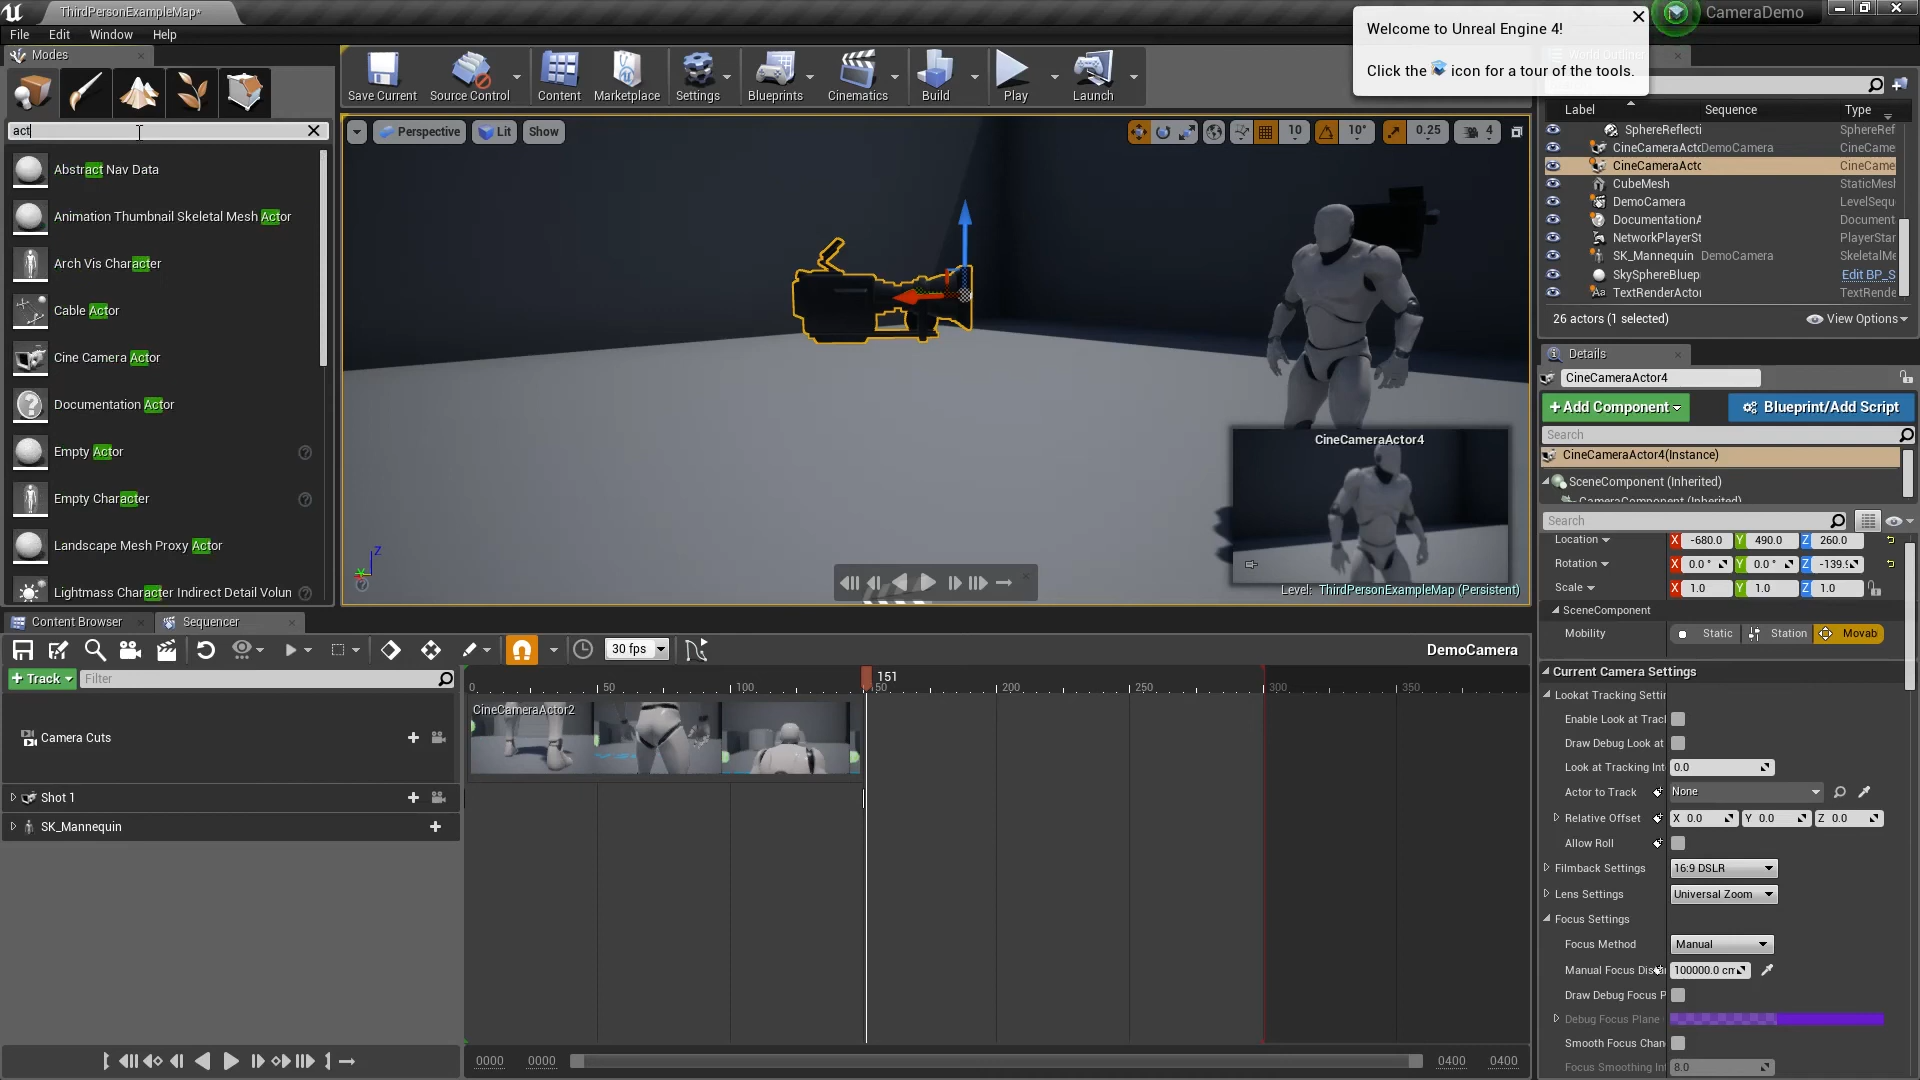 ThirdPersonExampleMap*
CameraDemo
File Edit Window Help
Welcome to Unreal Engine 4!
Click the icon for a tour of the tools.
Modes
Save Current
Source Control
Content
Marketplace
Settings
Blueprints
Cinematics
Build
Play
Launch
act
Abstract Nav Data
Animation Thumbnail Skeletal Mesh Actor
Arch Vis Character
Cable Actor
Cine Camera Actor
Documentation Actor
Empty Actor
Empty Character
Landscape Mesh Proxy Actor
Lightmass Character Indirect Detail Volun
Perspective Lit Show
10 10° 0.25 4
CineCameraActor4
Level: ThirdPersonExampleMap (Persistent)
Z
Label Sequence Type
SphereReflecti SphereRef
CineCameraActo DemoCamera CineCame
CineCameraActo CineCame
CubeMesh StaticMesl
DemoCamera LevelSequ
DocumentationA Document
NetworkPlayerSt PlayerStar
SK_Mannequin DemoCamera SkeletalMe
SkySphereBluep Edit BP_S
TextRenderActor TextRende
26 actors (1 selected) View Options
Details
CineCameraActor4
+Add Component Blueprint/Add Script
Search
CineCameraActor4(Instance)
SceneComponent (Inherited)
CameraComponent (Inherited)
Search
Location X -680.0 Y 490.0 Z 260.0
Rotation X 0.0 ° Y 0.0 ° Z -139.
Scale X 1.0 Y 1.0 Z 1.0
SceneComponent
Mobility Static Station Movab
Current Camera Settings
Lookat Tracking Settin
Enable Look at Track
Draw Debug Look at
Look at Tracking Int 0.0
Actor to Track None
Relative Offset X 0.0 Y 0.0 Z 0.0
Allow Roll
Filmback Settings 16:9 DSLR
Lens Settings Universal Zoom
Focus Settings
Focus Method Manual
Manual Focus Dis 100000.0 cm
Draw Debug Focus P
Debug Focus Plane
Smooth Focus Chan
Focus Smoothing Int 8.0
Content Browser Sequencer
30 fps
DemoCamera
+ Track Filter
151
0 50 100 150 200 250 300 350
CineCameraActor2
Camera Cuts
Shot 1
SK_Mannequin
0000 0000 0400 0400